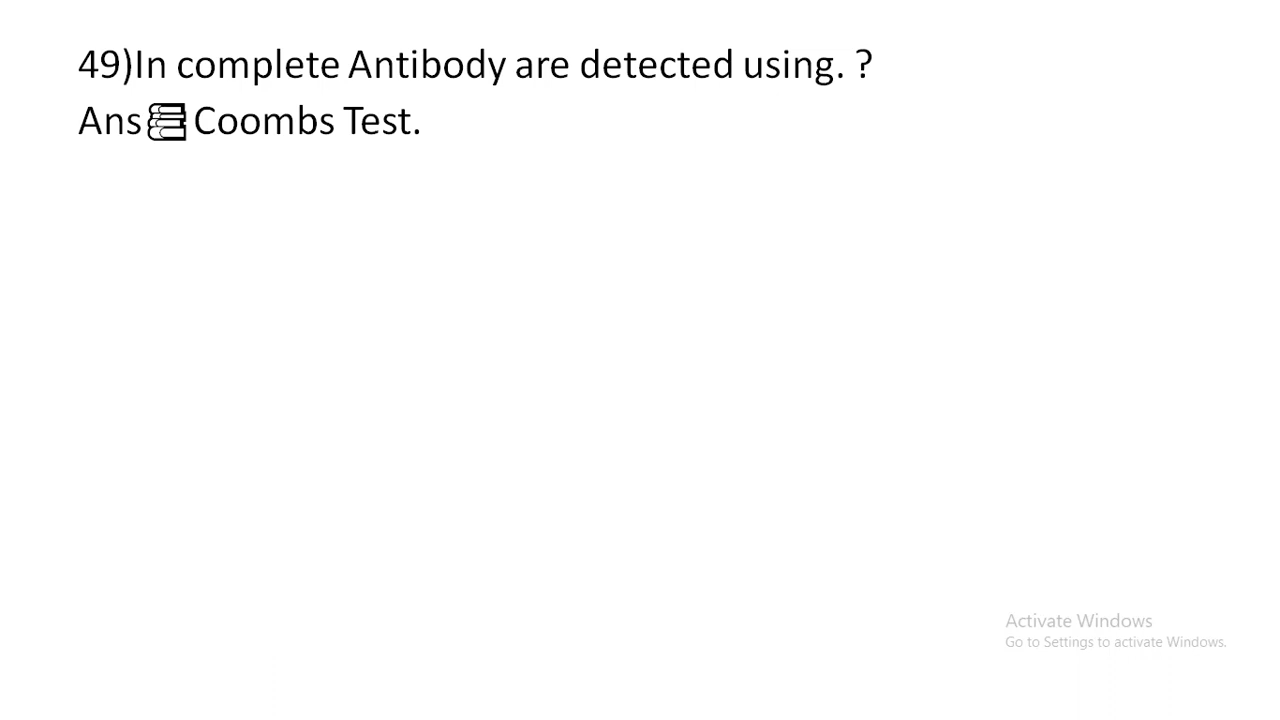 49)In complete Antibody are detected using. ?
Ans📚Coombs Test.
Activate Windows
Go to Settings to activate Windows.